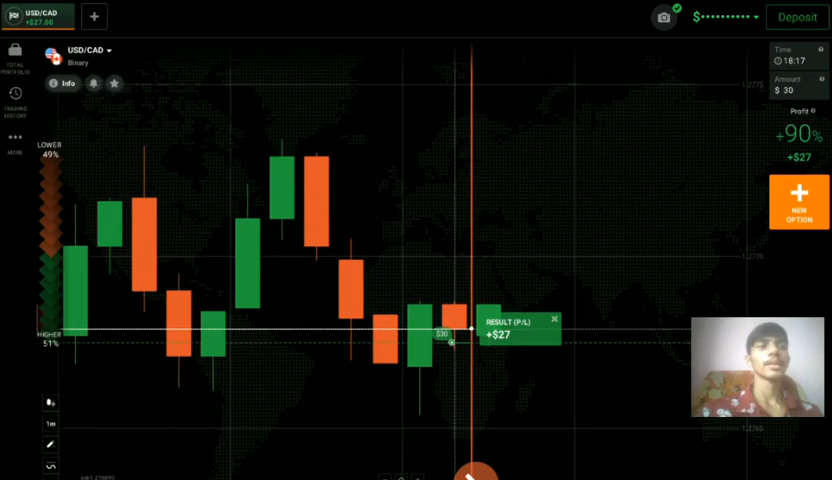 USD/CAD
+$27.00
$••••••••••
Deposit
TOTAL
PORTFOLIO
TRADING
HISTORY
MORE
USD/CAD
Binary
Info
LOWER
49%
HIGHER
51%
1m
1.2775
1.2770
1.2765
$30
RESULT (P/L)
+$27
Time
18:17
Amount
$ 30
Profit
+90%
+$27
NEW
OPTION